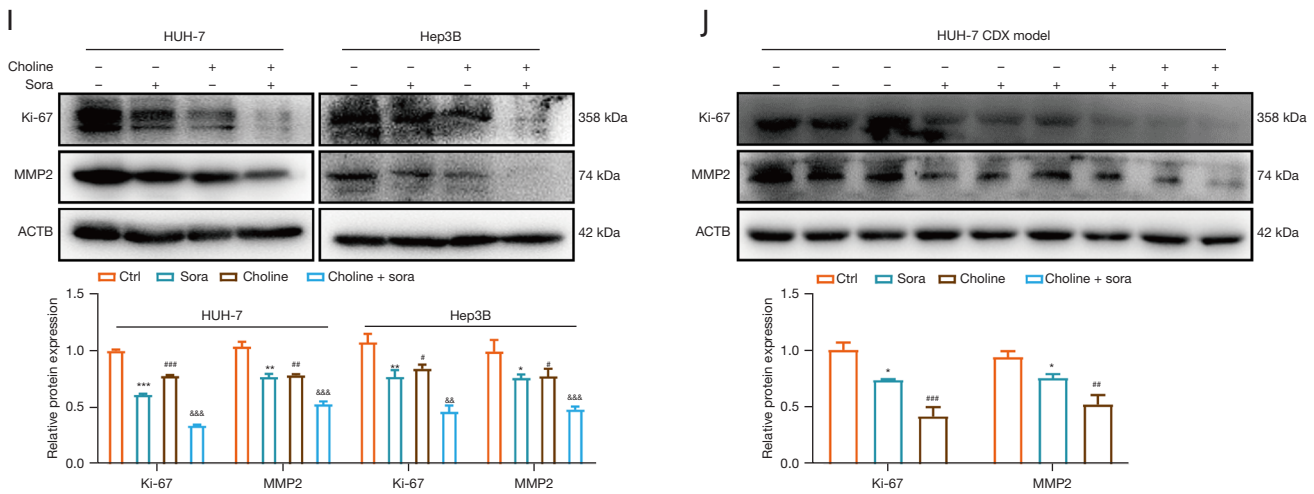 I
HUH-7 Hep3B
Choline – – + + – – + +
Sora – + – + – + – +
Ki-67 358 kDa
MMP2 74 kDa
ACTB 42 kDa
Ctrl Sora Choline Choline + sora
Relative protein expression
1.5
1.0
0.5
0.0
HUH-7 Hep3B
*** ### &&& ** ## &&& ** # && * # &&&
Ki-67 MMP2 Ki-67 MMP2
J
HUH-7 CDX model
– – – – – – + + +
– – – + + + + + +
Ki-67 358 kDa
MMP2 74 kDa
ACTB 42 kDa
Ctrl Sora Choline Choline + sora
Relative protein expression
1.5
1.0
0.5
0.0
* ### * ##
Ki-67 MMP2